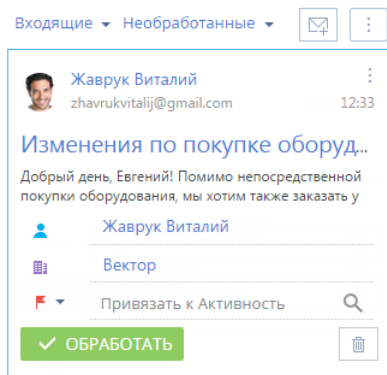 Входящие Необработанные
Жаврук Виталий
zhavrukvitalij@gmail.com 12:33
Изменения по покупке оборуд...
Добрый день, Евгений! Помимо непосредственной
покупки оборудования, мы хотим также заказать у
Жаврук Виталий
Вектор
Привязать к Активность
ОБРАБОТАТЬ